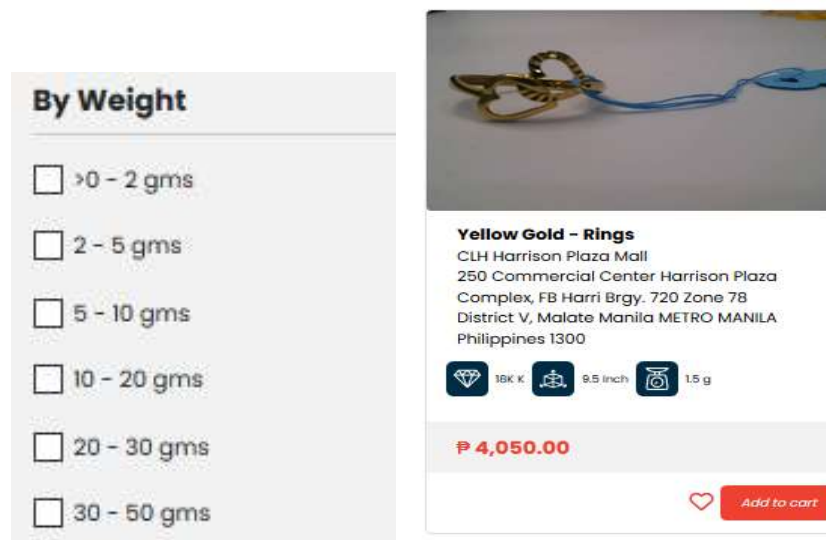 By Weight
>0 - 2 gms
2 - 5 gms
5 - 10 gms
10 - 20 gms
20 - 30 gms
30 - 50 gms
Yellow Gold - Rings
CLH Harrison Plaza Mall
250 Commercial Center Harrison Plaza
Complex, FB Harri Brgy. 720 Zone 78
District V, Malate Manila METRO MANILA
Philippines 1300
18K K 9.5 Inch 1.5 g
₱ 4,050.00
Add to cart